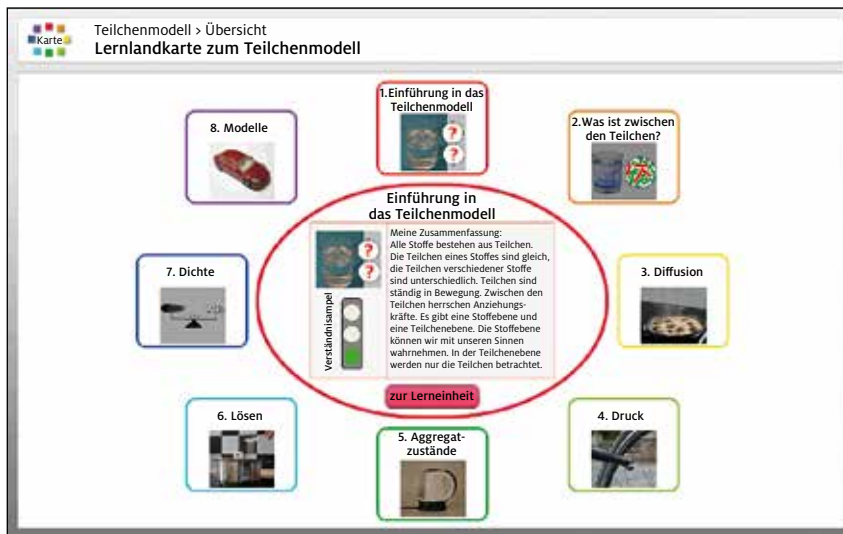 Karte
Teilchenmodell › Übersicht
Lernlandkarte zum Teilchenmodell
1.Einführung in das
Teilchenmodell
?
?
2.Was ist zwischen
den Teilchen?
3. Diffusion
4. Druck
5. Aggregat-
zustände
6. Lösen
7. Dichte
8. Modelle
Einführung in
das Teilchenmodell
?
?
Verständnisampel
Meine Zusammenfassung:
Alle Stoffe bestehen aus Teilchen.
Die Teilchen eines Stoffes sind gleich,
die Teilchen verschiedener Stoffe
sind unterschiedlich. Teilchen sind
ständig in Bewegung. Zwischen den
Teilchen herrschen Anziehungs-
kräfte. Es gibt eine Stoffebene und
eine Teilchenebene. Die Stoffebene
können wir mit unseren Sinnen
wahrnehmen. In der Teilchenebene
werden nur die Teilchen betrachtet.
zur Lerneinheit